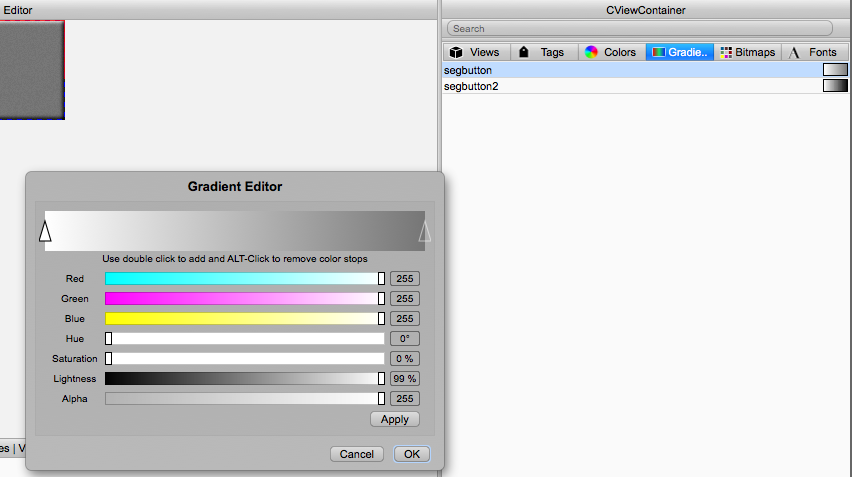 Editor
CViewContainer
Search
Views Tags Colors Gradie.. Bitmaps Fonts
segbutton
segbutton2
Gradient Editor
Use double click to add and ALT-Click to remove color stops
Red 255
Green 255
Blue 255
Hue 0°
Saturation 0 %
Lightness 99 %
Alpha 255
Apply
es | V
Cancel OK